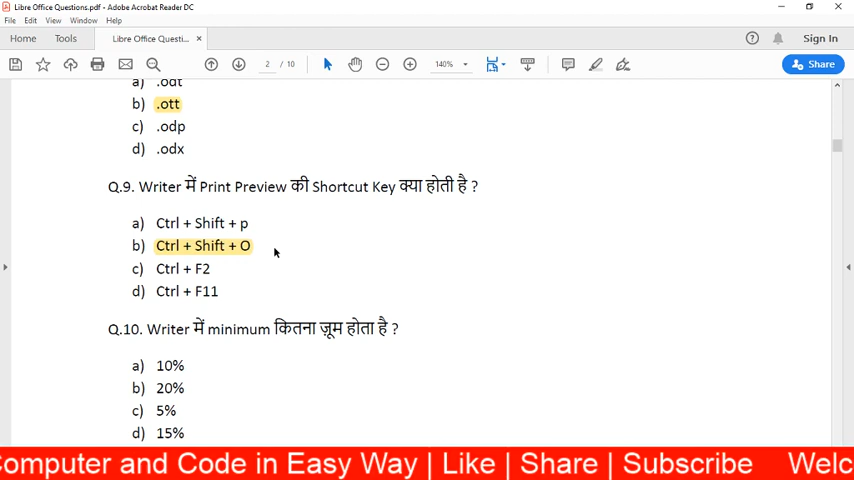 Libre Office Questions.pdf - Adobe Acrobat Reader DC
File Edit View Window Help
Home Tools Libre Office Questi... × Sign In
2 / 10 140% Share
a) .odt
b) .ott
c) .odp
d) .odx
Q.9. Writer में Print Preview की Shortcut Key क्या होती है ?
a) Ctrl + Shift + p
b) Ctrl + Shift + O
c) Ctrl + F2
d) Ctrl + F11
Q.10. Writer में minimum कितना ज़ूम होता है ?
a) 10%
b) 20%
c) 5%
d) 15%
Computer and Code in Easy Way | Like | Share | Subscribe Welc